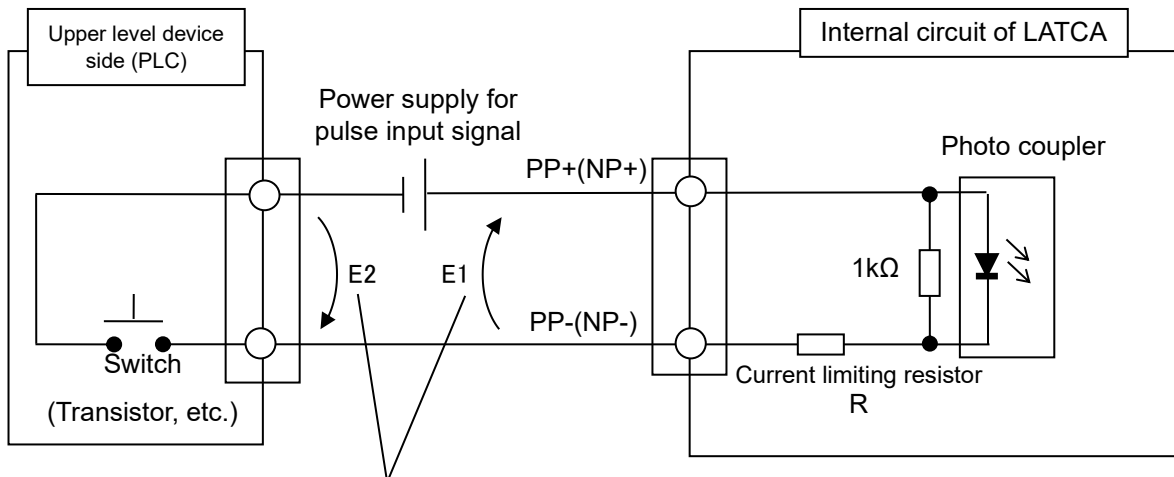 Upper level device
side (PLC)
Internal circuit of LATCA
Power supply for
pulse input signal
PP+(NP+)
Photo coupler
E2
E1
1kΩ
PP-(NP-)
Switch
(Transistor, etc.)
Current limiting resistor
R